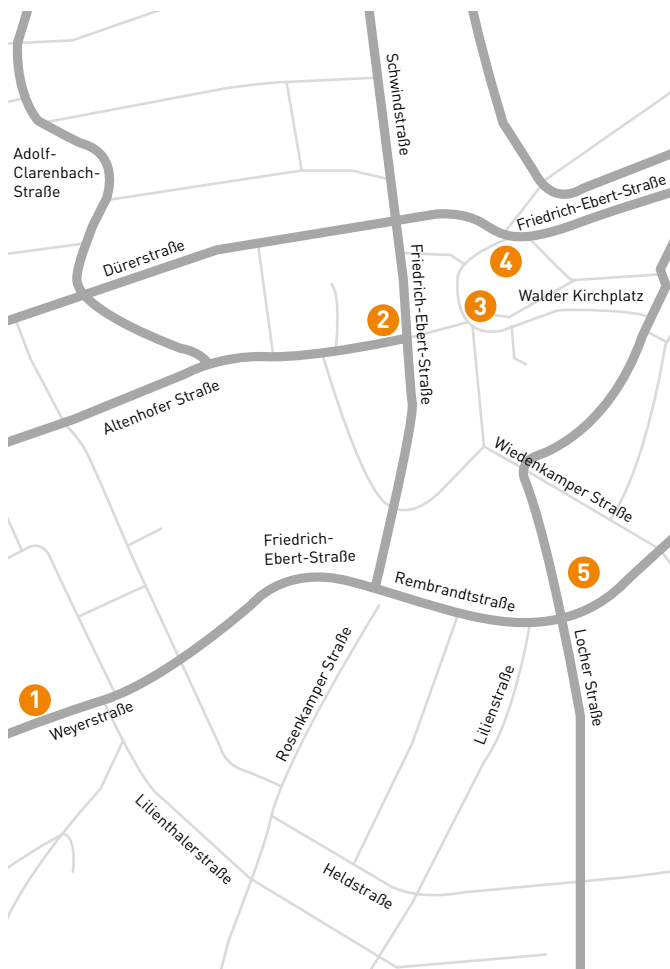 Schwindstraße
Adolf-
Clarenbach-
Straße
Friedrich-Ebert-Straße
Dürerstraße
4
Friedrich-Ebert-Straße
Walder Kirchplatz
3
2
Altenhofer Straße
Wiedenkamper Straße
Friedrich-
Ebert-Straße
5
Rembrandtstraße
Locher Straße
Rosenkamper Straße
Lilienstraße
1
Weyerstraße
Lilienthalerstraße
Heldstraße